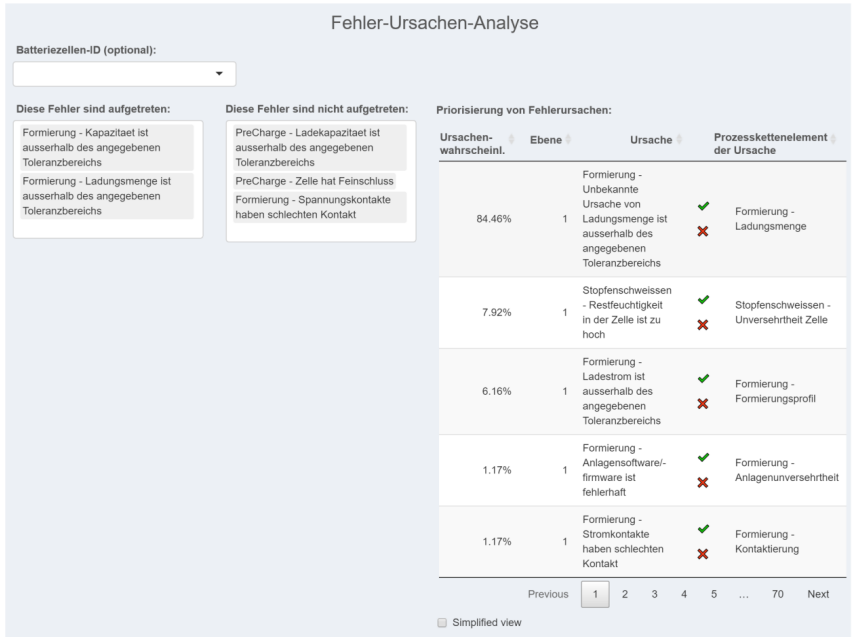 Fehler-Ursachen-Analyse
Batteriezellen-ID (optional):
Diese Fehler sind aufgetreten:
Formierung - Kapazitaet ist
ausserhalb des angegebenen
Toleranzbereichs
Formierung - Ladungsmenge ist
ausserhalb des angegebenen
Toleranzbereichs
Diese Fehler sind nicht aufgetreten:
PreCharge - Ladekapazitaet ist
ausserhalb des angegebenen
Toleranzbereichs
PreCharge - Zelle hat Feinschluss
Formierung - Spannungskontakte
haben schlechten Kontakt
Priorisierung von Fehlerursachen:
Ursachen-
wahrscheinl.
Ebene
Ursache
Prozesskettenelement
der Ursache
84.46%
1
Formierung -
Unbekannte
Ursache von
Ladungsmenge ist
ausserhalb des
angegebenen
Toleranzbereichs
Formierung -
Ladungsmenge
7.92%
1
Stopfenschweissen
- Restfeuchtigkeit
in der Zelle ist zu
hoch
Stopfenschweissen -
Unversehrtheit Zelle
6.16%
1
Formierung -
Ladestrom ist
ausserhalb des
angegebenen
Toleranzbereichs
Formierung -
Formierungsprofil
1.17%
1
Formierung -
Anlagensoftware/-
firmware ist
fehlerhaft
Formierung -
Anlagenunversehrtheit
1.17%
1
Formierung -
Stromkontakte
haben schlechten
Kontakt
Formierung -
Kontaktierung
Previous 1 2 3 4 5 ... 70 Next
Simplified view